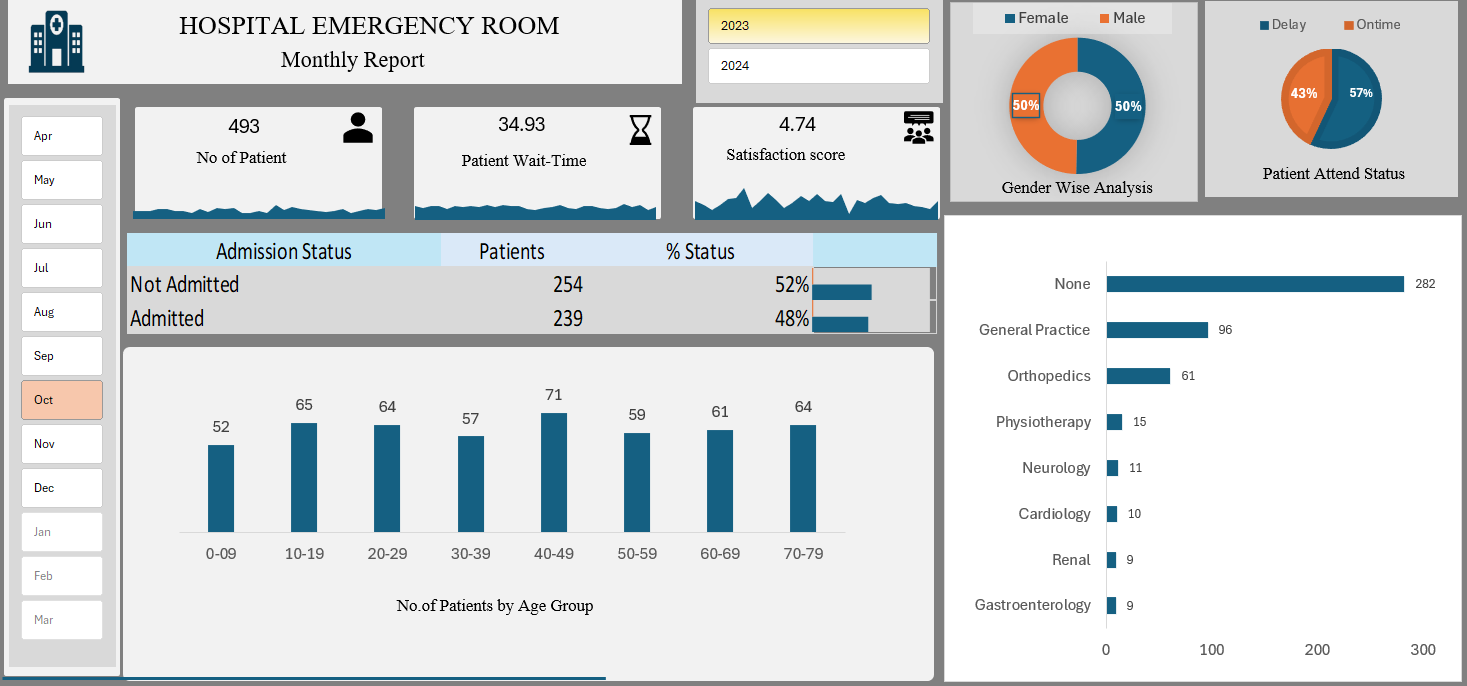 HOSPITAL EMERGENCY ROOM
Monthly Report
2023
2024
Female Male
50% 50%
Gender Wise Analysis
Delay Ontime
43% 57%
Patient Attend Status
Apr
May
Jun
Jul
Aug
Sep
Oct
Nov
Dec
Jan
Feb
Mar
493
No of Patient
34.93
Patient Wait-Time
4.74
Satisfaction score
Admission Status Patients % Status
Not Admitted 254 52%
Admitted 239 48%
52 65 64 57 71 59 61 64
0-09 10-19 20-29 30-39 40-49 50-59 60-69 70-79
No.of Patients by Age Group
None 282
General Practice 96
Orthopedics 61
Physiotherapy 15
Neurology 11
Cardiology 10
Renal 9
Gastroenterology 9
0 100 200 300